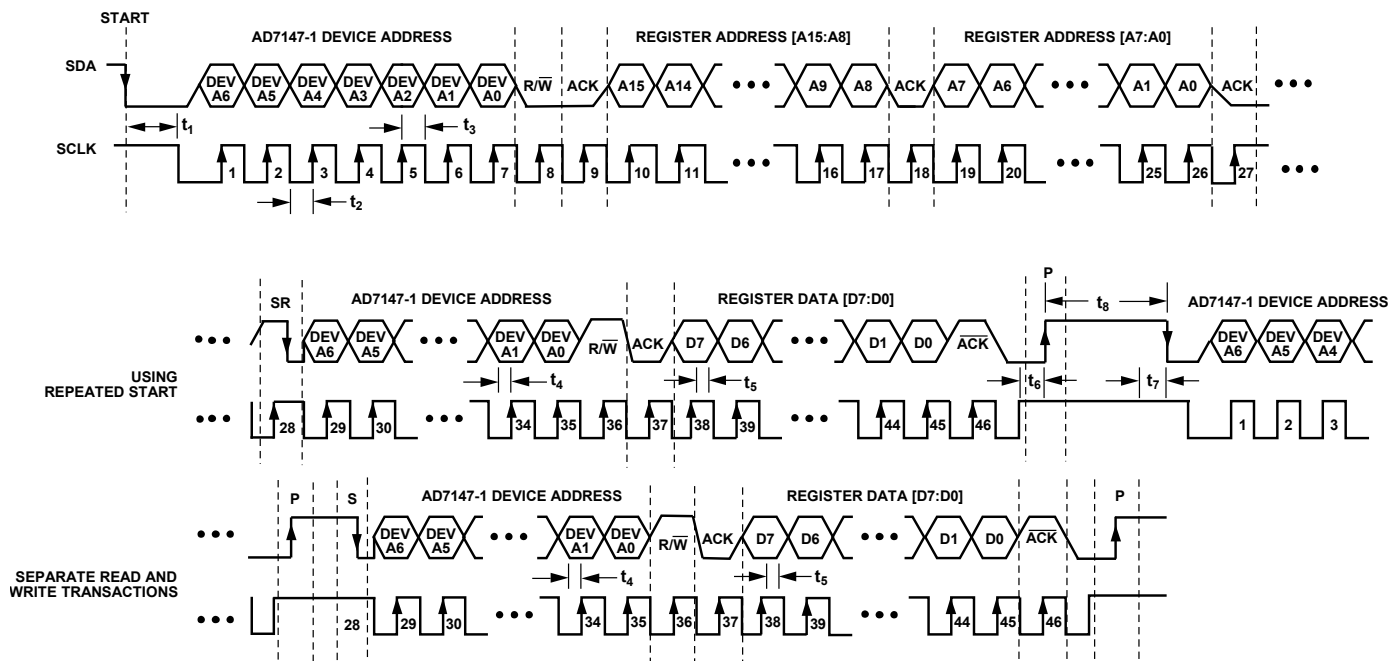 START
AD7147-1 DEVICE ADDRESS REGISTER ADDRESS [A15:A8] REGISTER ADDRESS [A7:A0]
SDA DEV A6 DEV A5 DEV A4 DEV A3 DEV A2 DEV A1 DEV A0 R/W ACK A15 A14 ••• A9 A8 ACK A7 A6 ••• A1 A0 ACK •••
t1 t3
SCLK 1 2 3 4 5 6 7 8 9 10 11 ••• 16 17 18 19 20 ••• 25 26 27 •••
t2
P
SR AD7147-1 DEVICE ADDRESS REGISTER DATA [D7:D0] t8 AD7147-1 DEVICE ADDRESS
••• DEV A6 DEV A5 ••• DEV A1 DEV A0 R/W ACK D7 D6 ••• D1 D0 ACK DEV A6 DEV A5 DEV A4
USING REPEATED START
t4 t5 t6 t7
••• 28 29 30 ••• 34 35 36 37 38 39 ••• 44 45 46 1 2 3
P S AD7147-1 DEVICE ADDRESS REGISTER DATA [D7:D0] P
••• DEV A6 DEV A5 ••• DEV A1 DEV A0 R/W ACK D7 D6 ••• D1 D0 ACK
SEPARATE READ AND
WRITE TRANSACTIONS
t4 t5
••• 28 29 30 ••• 34 35 36 37 38 39 ••• 44 45 46